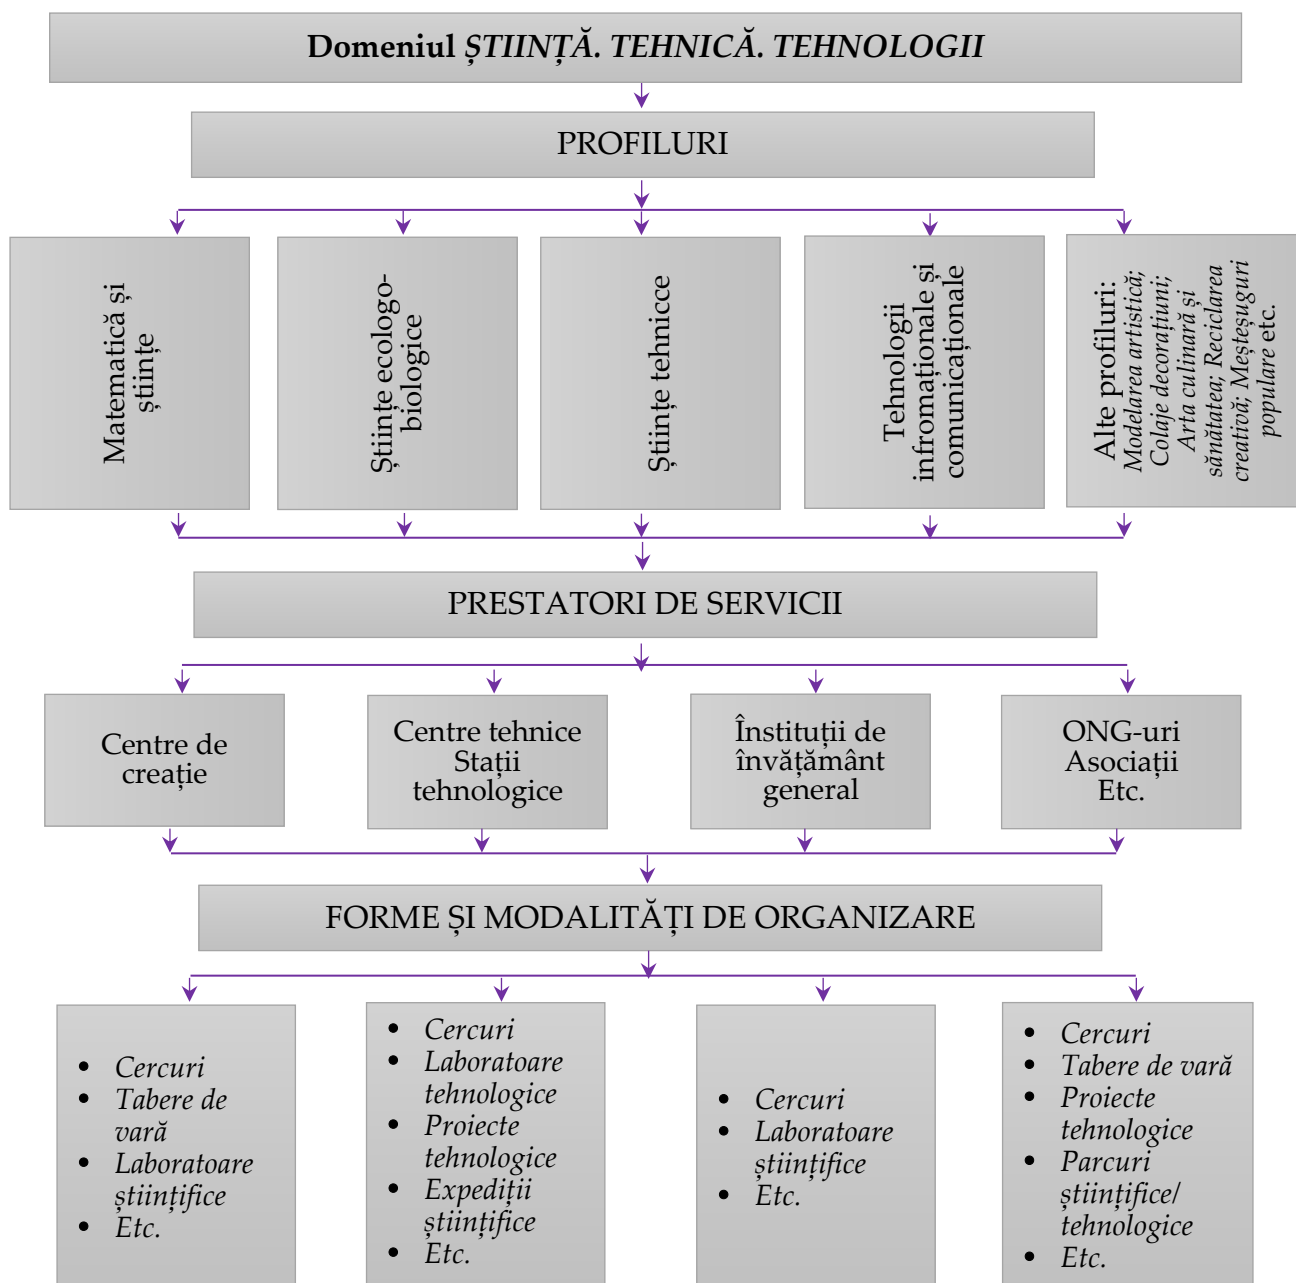 Domeniul ȘTIINȚĂ. TEHNICĂ. TEHNOLOGII
PROFILURI
Matematică și
științe
Științe ecologo-
biologice
Științe tehnicce
Tehnologii
infromaționale și
comunicaționale
Alte profiluri:
Modelarea artistică;
Colaje decorațiuni;
Arta culinară și
sănătatea; Reciclarea
creativă; Meșteșuguri
populare etc.
PRESTATORI DE SERVICII
Centre de
creație
Centre tehnice
Stații
tehnologice
Înstituții de
învățământ
general
ONG-uri
Asociații
Etc.
FORME ȘI MODALITĂȚI DE ORGANIZARE
• Cercuri
• Tabere de
vară
• Laboratoare
științifice
• Etc.
• Cercuri
• Laboratoare
tehnologice
• Proiecte
tehnologice
• Expediții
științifice
• Etc.
• Cercuri
• Laboratoare
științifice
• Etc.
• Cercuri
• Tabere de vară
• Proiecte
tehnologice
• Parcuri
științifice/
tehnologice
• Etc.